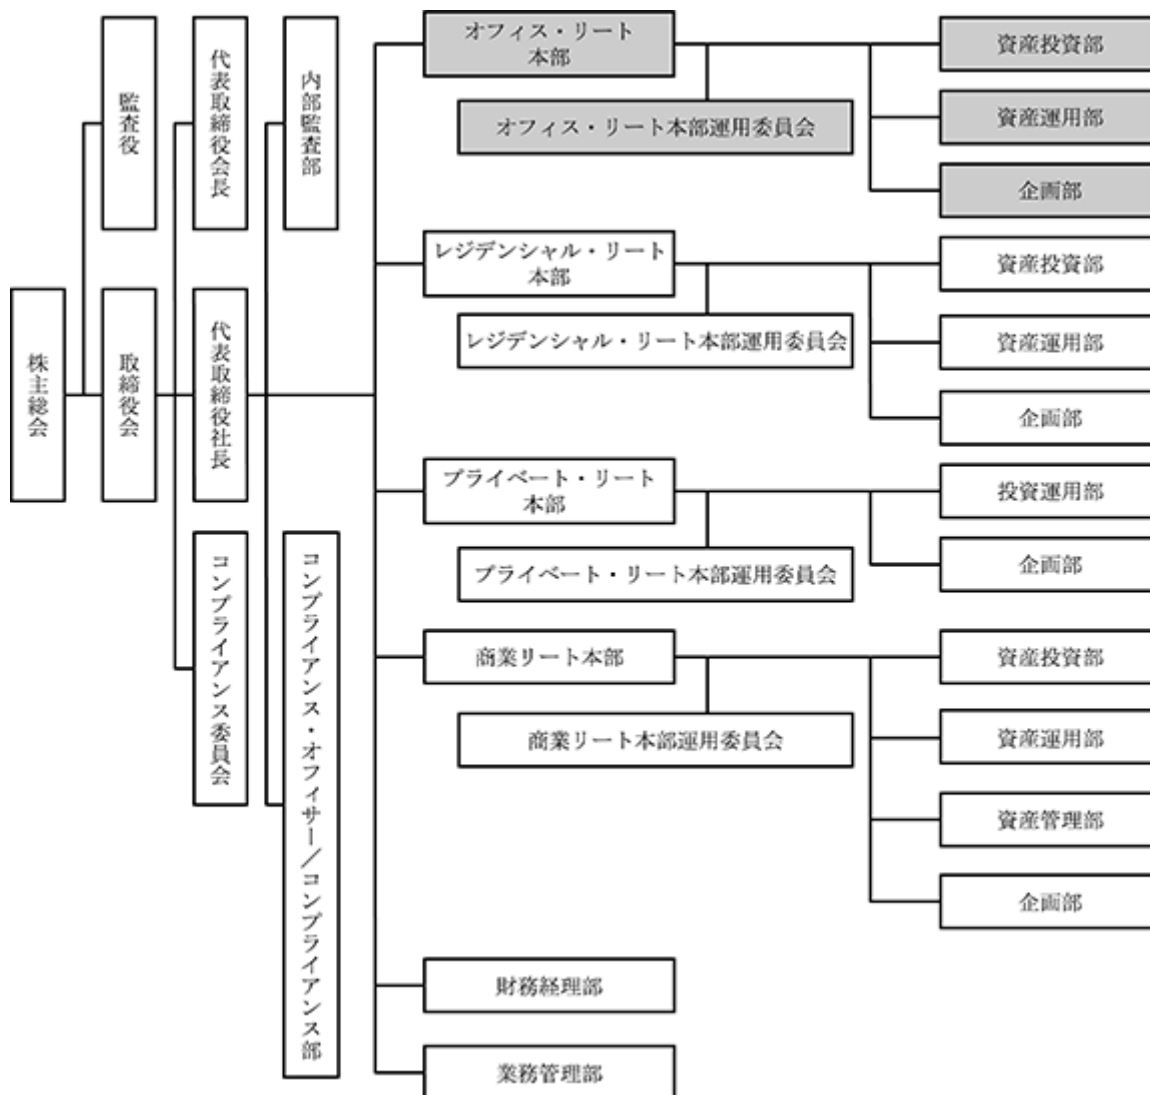 株主総会
監査役
取締役会
代表取締役会長
代表取締役社長
コンプライアンス委員会
内部監査部
コンプライアンス・オフィサー／コンプライアンス部
オフィス・リート
本部
オフィス・リート本部運用委員会
資産投資部
資産運用部
企画部
レジデンシャル・リート
本部
レジデンシャル・リート本部運用委員会
資産投資部
資産運用部
企画部
プライベート・リート
本部
プライベート・リート本部運用委員会
投資運用部
企画部
商業リート本部
商業リート本部運用委員会
資産投資部
資産運用部
資産管理部
企画部
財務経理部
業務管理部